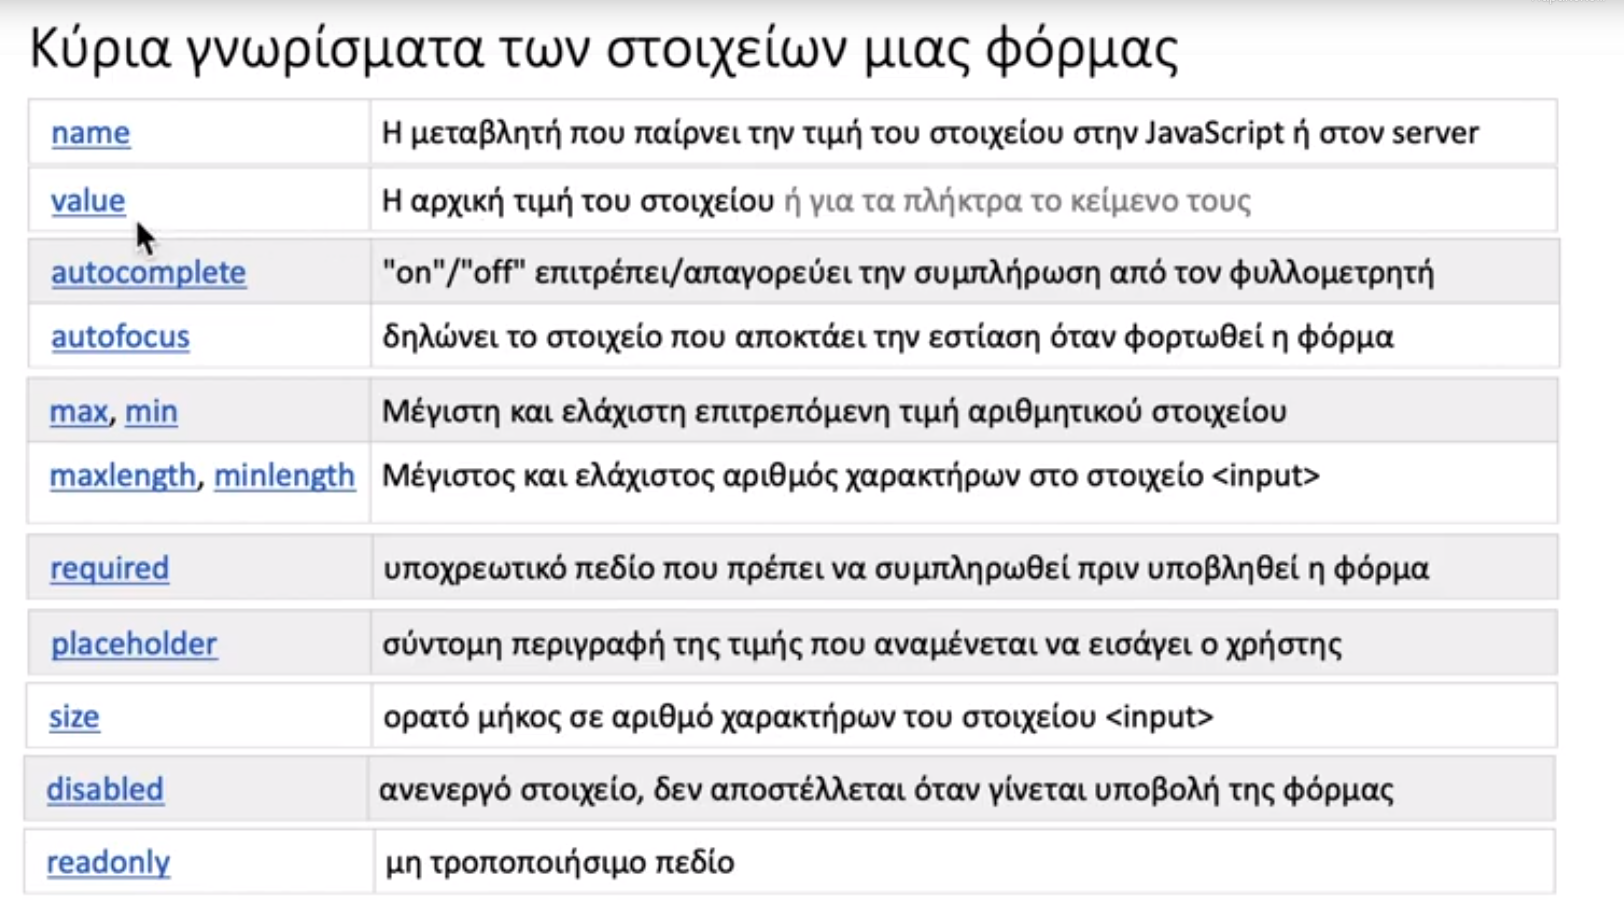 Κύρια γνωρίσματα των στοιχείων μιας φόρμας
name Η μεταβλητή που παίρνει την τιμή του στοιχείου στην JavaScript ή στον server
value Η αρχική τιμή του στοιχείου ή για τα πλήκτρα το κείμενο τους
autocomplete "on"/"off" επιτρέπει/απαγορεύει την συμπλήρωση από τον φυλλομετρητή
autofocus δηλώνει το στοιχείο που αποκτάει την εστίαση όταν φορτωθεί η φόρμα
max, min Μέγιστη και ελάχιστη επιτρεπόμενη τιμή αριθμητικού στοιχείου
maxlength, minlength Μέγιστος και ελάχιστος αριθμός χαρακτήρων στο στοιχείο <input>
required υποχρεωτικό πεδίο που πρέπει να συμπληρωθεί πριν υποβληθεί η φόρμα
placeholder σύντομη περιγραφή της τιμής που αναμένεται να εισάγει ο χρήστης
size ορατό μήκος σε αριθμό χαρακτήρων του στοιχείου <input>
disabled ανενεργό στοιχείο, δεν αποστέλλεται όταν γίνεται υποβολή της φόρμας
readonly μη τροποποιήσιμο πεδίο